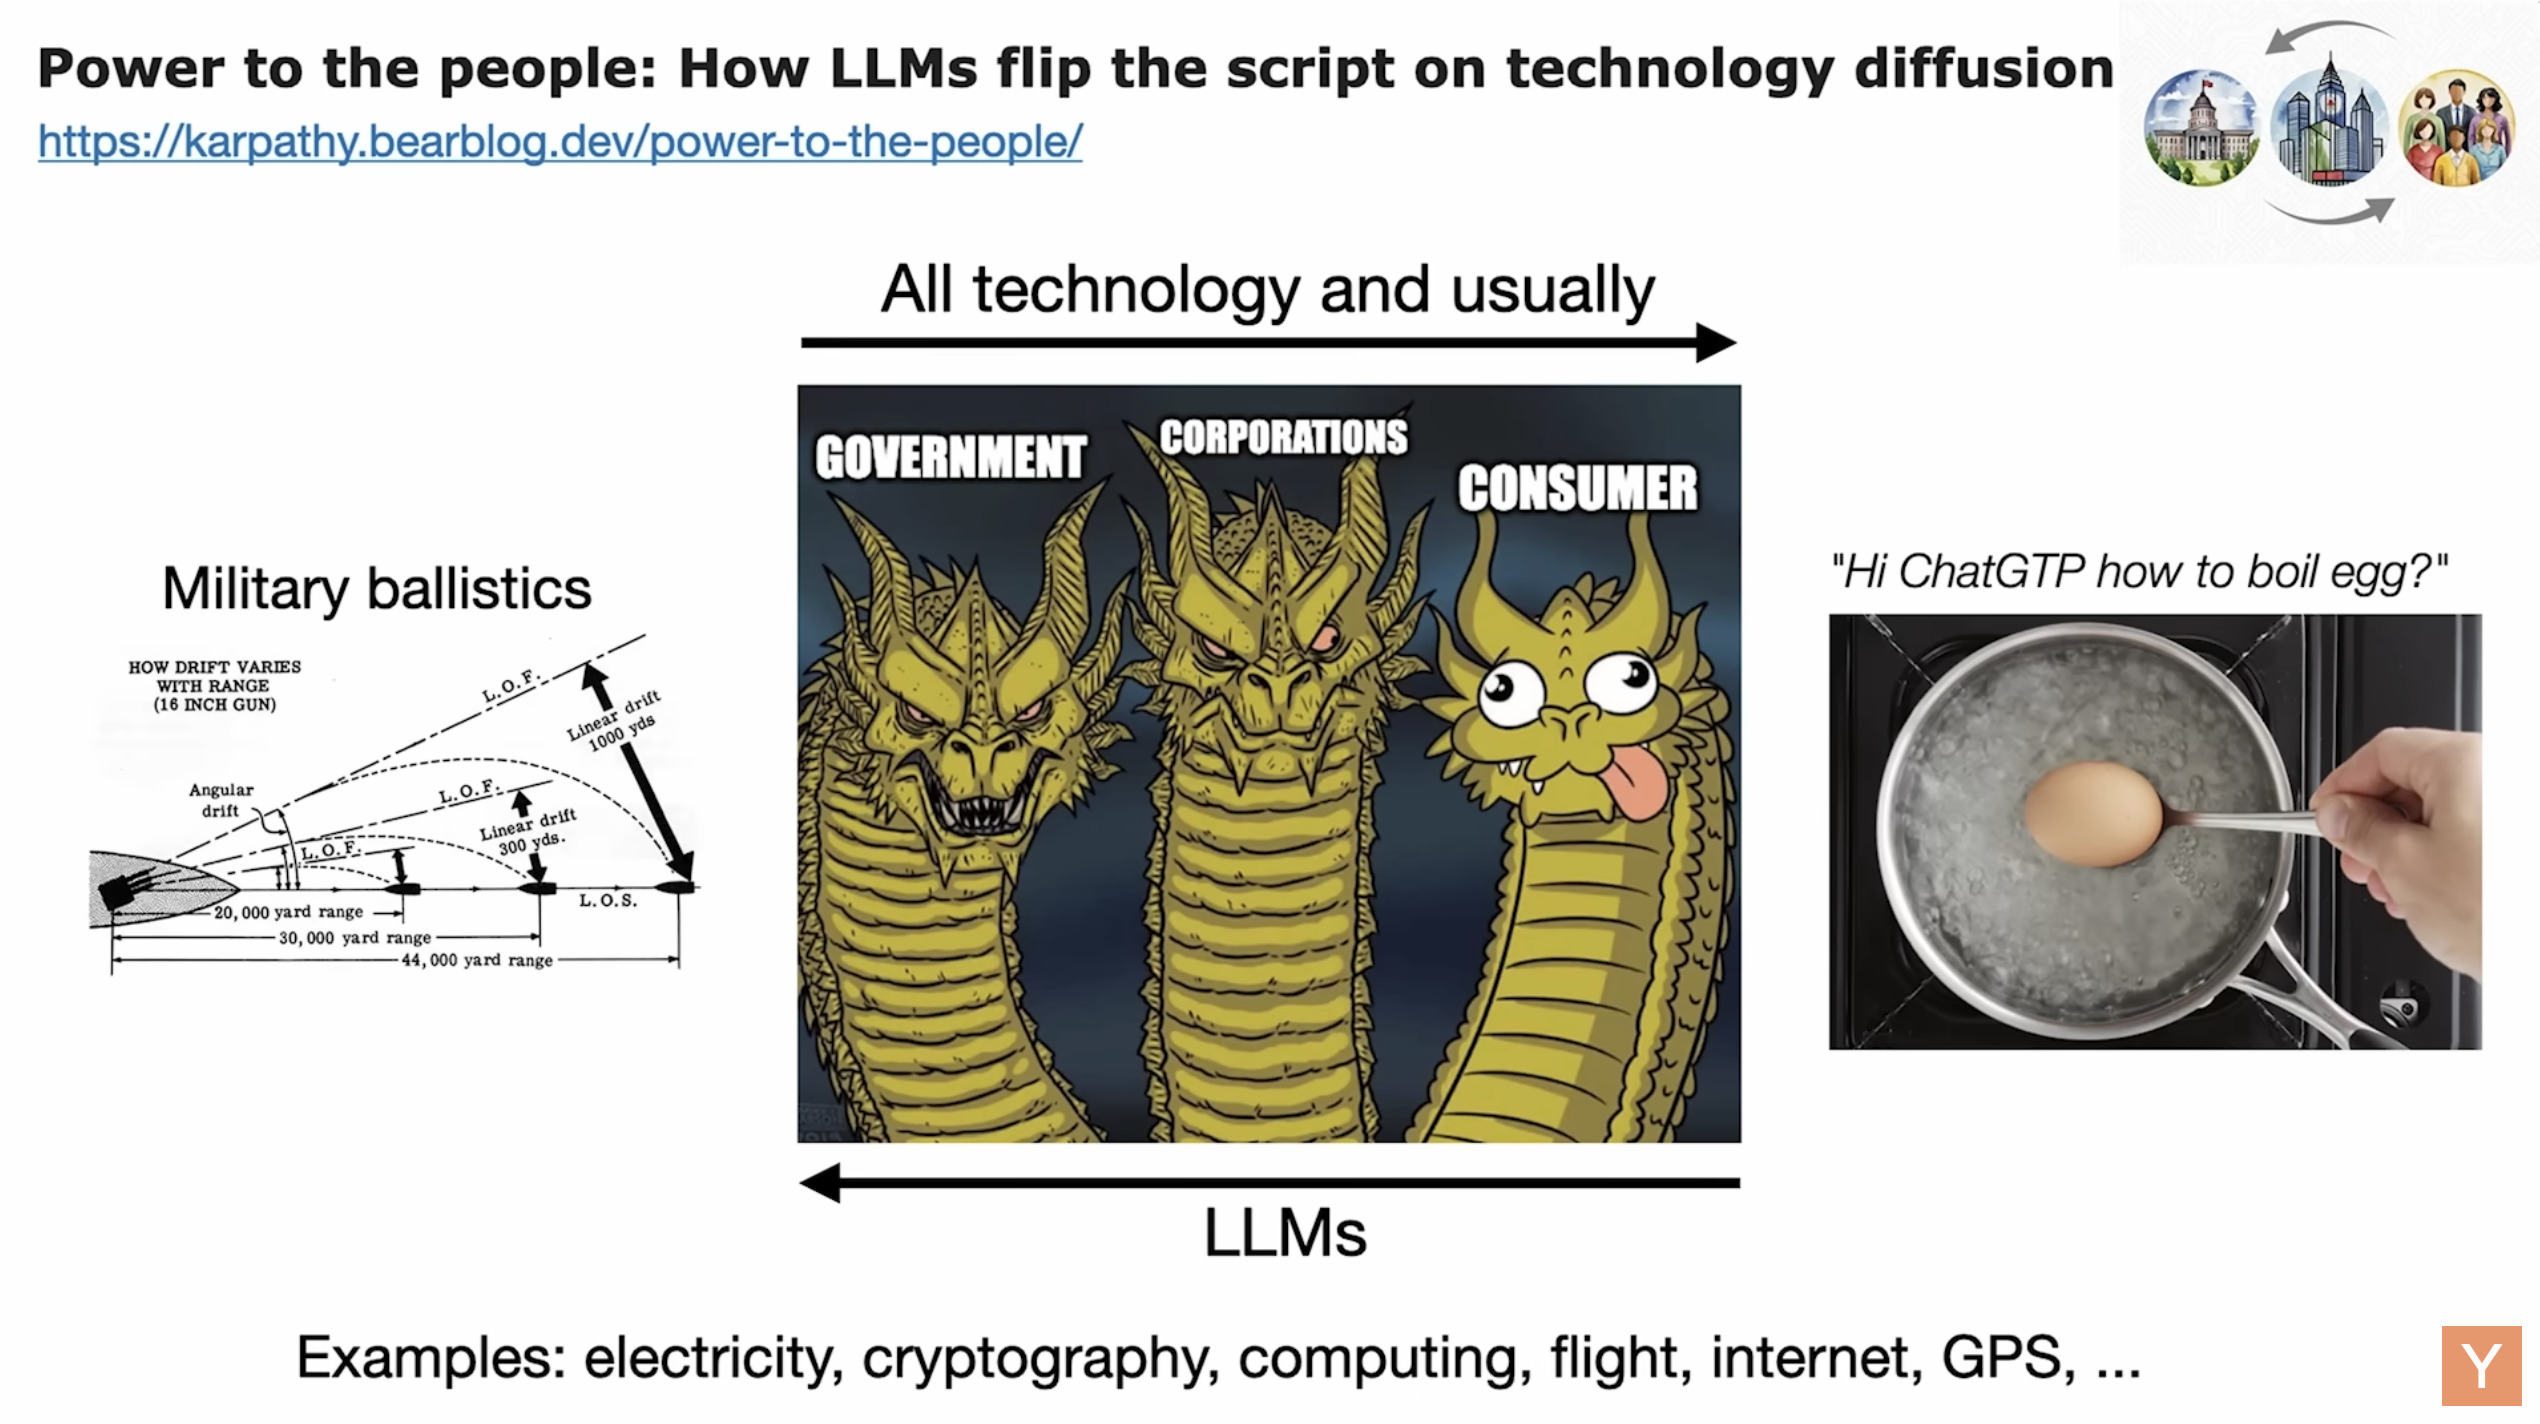 Power to the people: How LLMs flip the script on technology diffusion
https://karpathy.bearblog.dev/power-to-the-people/
All technology and usually
GOVERNMENT
CORPORATIONS
CONSUMER
Military ballistics
HOW DRIFT VARIES
WITH RANGE
(16 INCH GUN)
L.O.F.
Linear drift
1000 yds
Angular
drift
L.O.F.
Linear drift
300 yds.
L.O.F.
L.O.S.
20,000 yard range
30,000 yard range
44,000 yard range
"Hi ChatGTP how to boil egg?"
LLMs
Examples: electricity, cryptography, computing, flight, internet, GPS, ...
Y